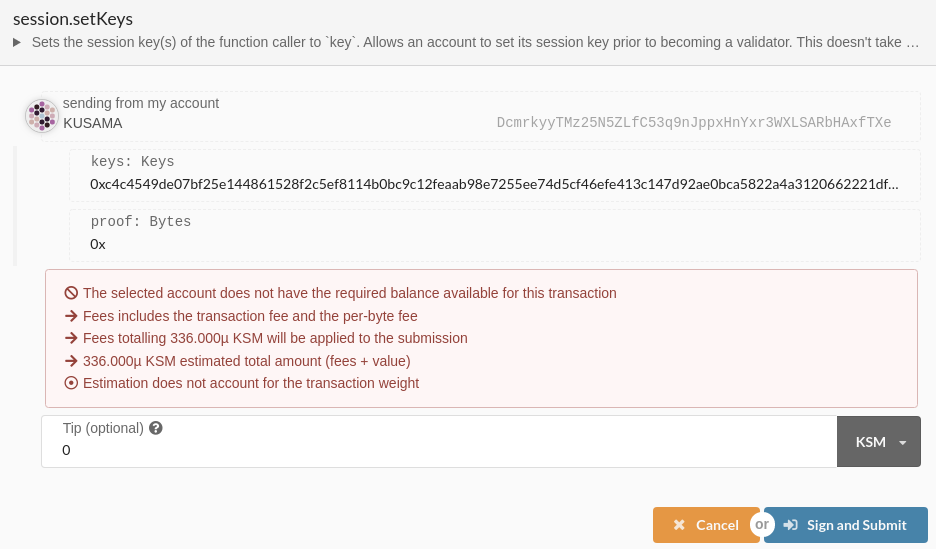 session.setKeys
Sets the session key(s) of the function caller to `key`. Allows an account to set its session key prior to becoming a validator. This doesn't take …
sending from my account
KUSAMA
DcmrkyyTMz25N5ZLfC53q9nJppxHnYxr3WXLSARbHAxfTXe
keys: Keys
0xc4c4549de07bf25e144861528f2c5ef8114b0bc9c12feaab98e7255ee74d5cf46efe413c147d92ae0bca5822a4a3120662221df…
proof: Bytes
0x
The selected account does not have the required balance available for this transaction
Fees includes the transaction fee and the per-byte fee
Fees totalling 336.000µ KSM will be applied to the submission
336.000µ KSM estimated total amount (fees + value)
Estimation does not account for the transaction weight
Tip (optional)
0
KSM
Cancel or Sign and Submit